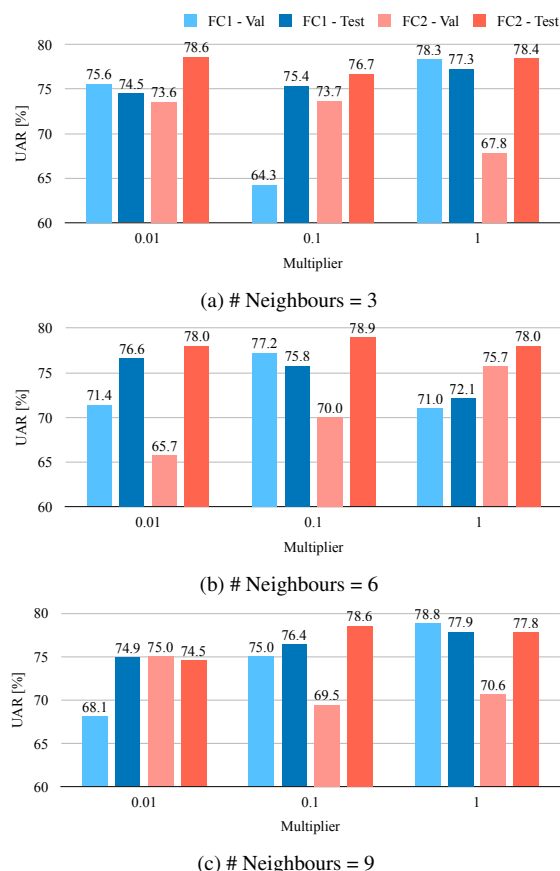 FC1 - Val FC1 - Test FC2 - Val FC2 - Test
80
75
70
65
60
UAR [%]
75.6 74.5 73.6 78.6
64.3 75.4 73.7 76.7
78.3 77.3 67.8 78.4
0.01 0.1 1
Multiplier
(a) # Neighbours = 3
80
75
70
65
60
UAR [%]
71.4 76.6 65.7 78.0
77.2 75.8 70.0 78.9
71.0 72.1 75.7 78.0
0.01 0.1 1
Multiplier
(b) # Neighbours = 6
80
75
70
65
60
UAR [%]
68.1 74.9 75.0 74.5
75.0 76.4 69.5 78.6
78.8 77.9 70.6 77.8
0.01 0.1 1
Multiplier
(c) # Neighbours = 9